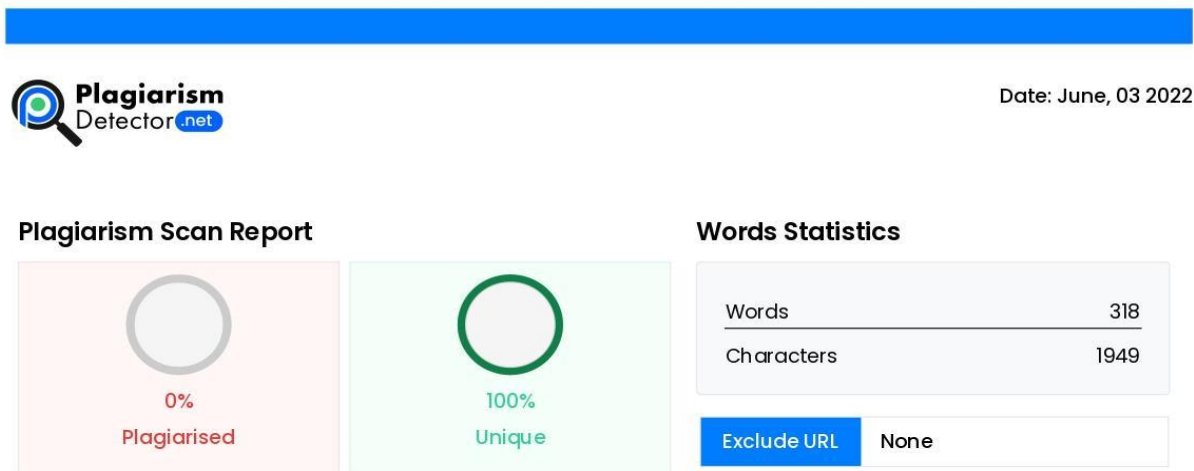 Plagiarism
Detector.net
Date: June, 03 2022
Plagiarism Scan Report
Words Statistics
0%
Plagiarised
100%
Unique
Words 318
Characters 1949
Exclude URL None